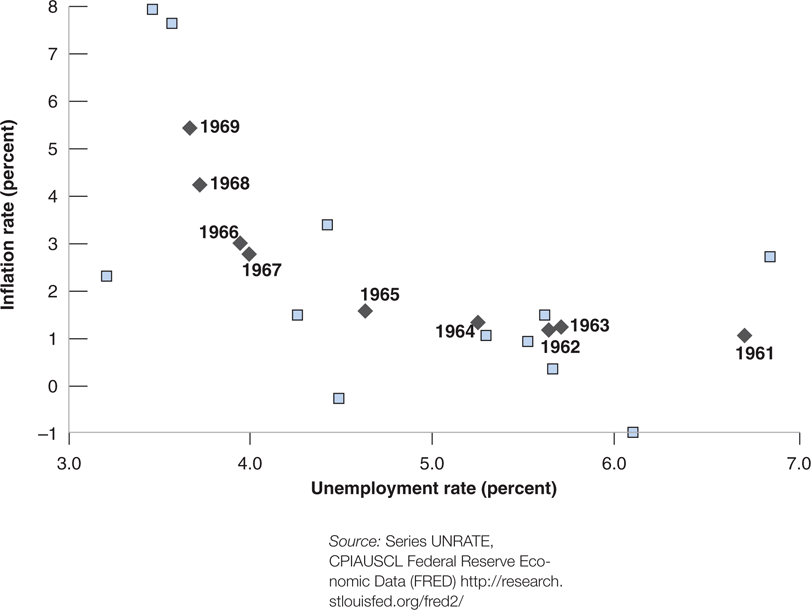 8
7
6
5
4
3
2
1
0
–1
Inflation rate (percent)
1969
1968
1966
1967
1965
1964
1963
1962
1961
3.0 4.0 5.0 6.0 7.0
Unemployment rate (percent)
Source: Series UNRATE,
CPIAUSCL Federal Reserve Eco-
nomic Data (FRED) http://research.
stlouisfed.org/fred2/